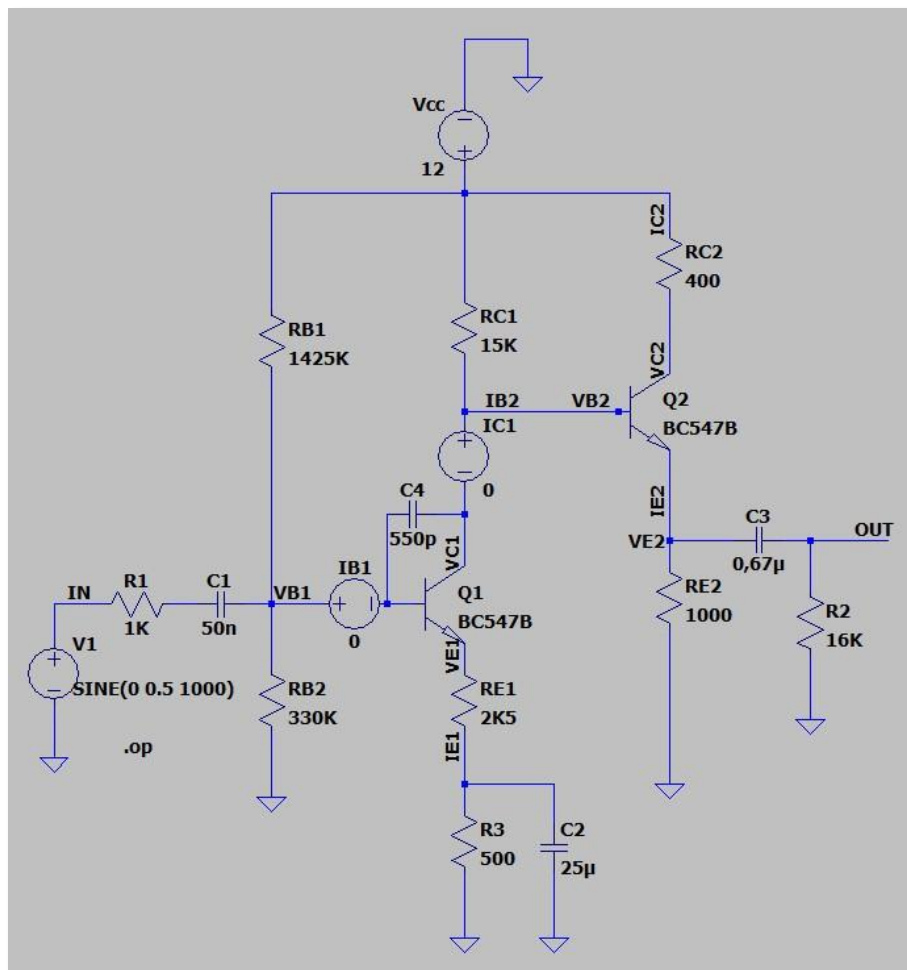 Vcc
12
IC2
RC2
400
RB1
1425K
RC1
15K
VC2
IB2
VB2
Q2
BC547B
IC1
0
C4
550p
IE2
C3
OUT
VE2
0,67µ
VC1
IN
R1
1K
C1
50n
VB1
IB1
0
Q1
BC547B
RE2
1000
R2
16K
V1
SINE(0 0.5 1000)
RB2
330K
VE1
RE1
2K5
.op
IE1
R3
500
C2
25µ